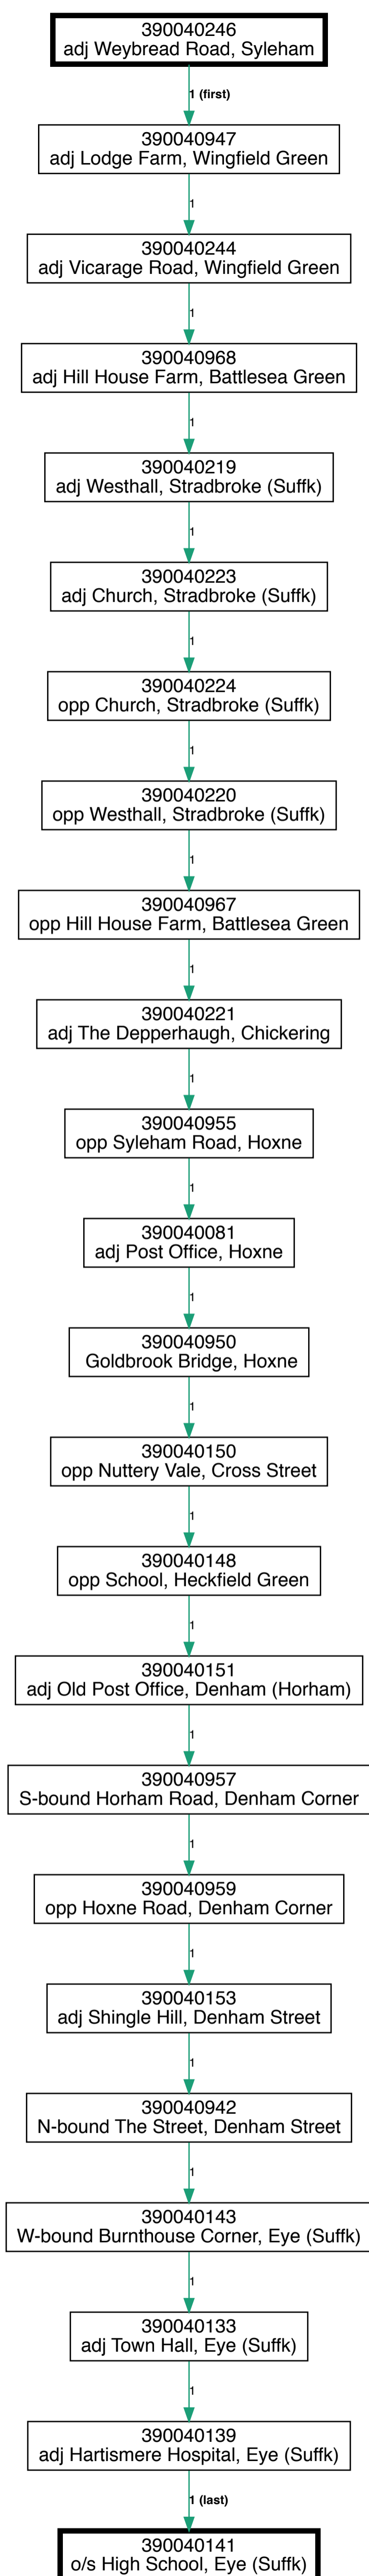 390040246
adj Weybread Road, Syleham
1 (first)
390040947
adj Lodge Farm, Wingfield Green
1
390040244
adj Vicarage Road, Wingfield Green
1
390040968
adj Hill House Farm, Battlesea Green
1
390040219
adj Westhall, Stradbroke (Suffk)
1
390040223
adj Church, Stradbroke (Suffk)
1
390040224
opp Church, Stradbroke (Suffk)
1
390040220
opp Westhall, Stradbroke (Suffk)
1
390040967
opp Hill House Farm, Battlesea Green
1
390040221
adj The Depperhaugh, Chickering
1
390040955
opp Syleham Road, Hoxne
1
390040081
adj Post Office, Hoxne
1
390040950
Goldbrook Bridge, Hoxne
1
390040150
opp Nuttery Vale, Cross Street
1
390040148
opp School, Heckfield Green
1
390040151
adj Old Post Office, Denham (Horham)
1
390040957
S-bound Horham Road, Denham Corner
1
390040959
opp Hoxne Road, Denham Corner
1
390040153
adj Shingle Hill, Denham Street
1
390040942
N-bound The Street, Denham Street
1
390040143
W-bound Burnthouse Corner, Eye (Suffk)
1
390040133
adj Town Hall, Eye (Suffk)
1
390040139
adj Hartismere Hospital, Eye (Suffk)
1 (last)
390040141
o/s High School, Eye (Suffk)